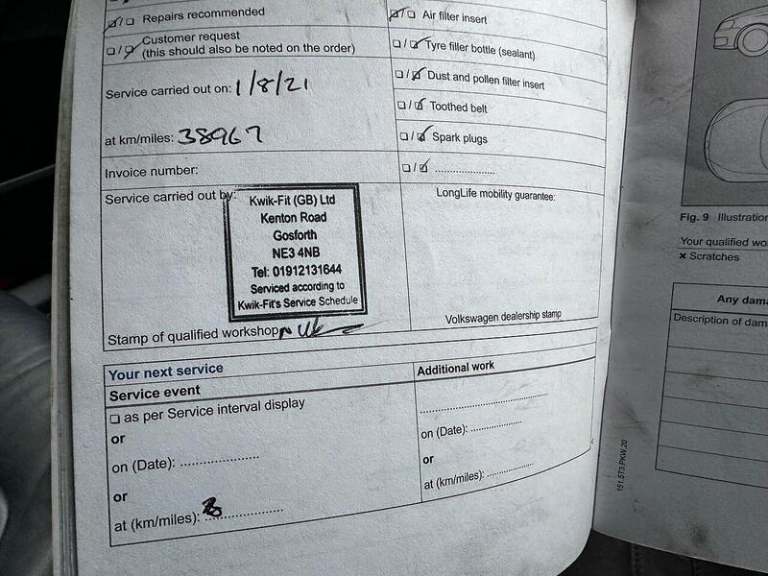 ☑/☐ Repairs recommended
☐/☑ Customer request
(this should also be noted on the order)
Service carried out on: 1/8/21
at km/miles: 38967
Invoice number:
Service carried out by:
Kwik-Fit (GB) Ltd
Kenton Road
Gosforth
NE3 4NB
Tel: 01912131644
Serviced according to
Kwik-Fit's Service Schedule
Stamp of qualified workshop
☑/☐ Air filter insert
☐/☑ Tyre filler bottle (sealant)
☐/☑ Dust and pollen filter insert
☐/☑ Toothed belt
☐/☑ Spark plugs
☐/☑ ....................
LongLife mobility guarantee:
Volkswagen dealership stamp
Your next service
Service event
☐ as per Service interval display
or
on (Date): ....................
or
at (km/miles): ....................
Additional work
................................
on (Date): ..............
or
at (km/miles): ..............
151.5T3.PKW.20
Fig. 9 Illustration
Your qualified wo
× Scratches
Any dama
Description of dam